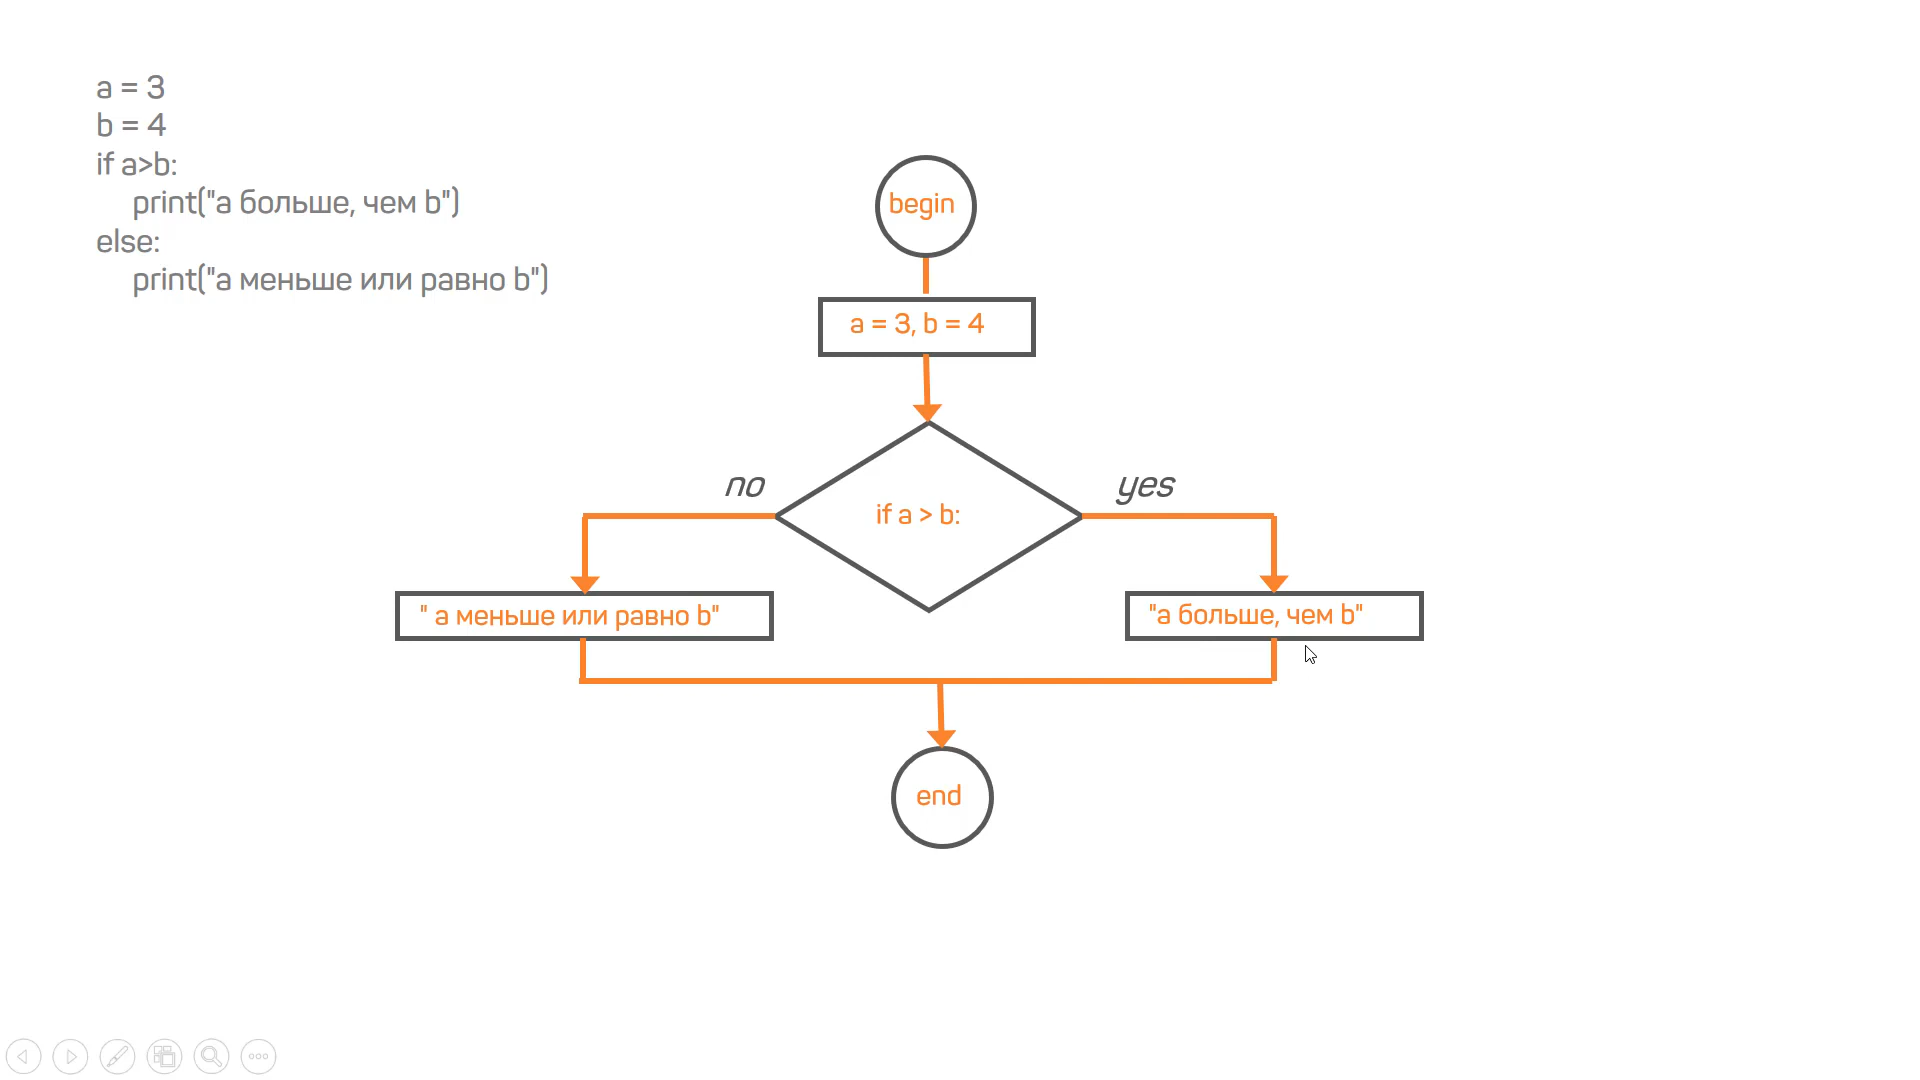 a = 3
b = 4
if a>b:
print("а больше, чем b")
else:
print("а меньше или равно b")
begin
a = 3, b = 4
no
yes
if a > b:
" а меньше или равно b"
"а больше, чем b"
end